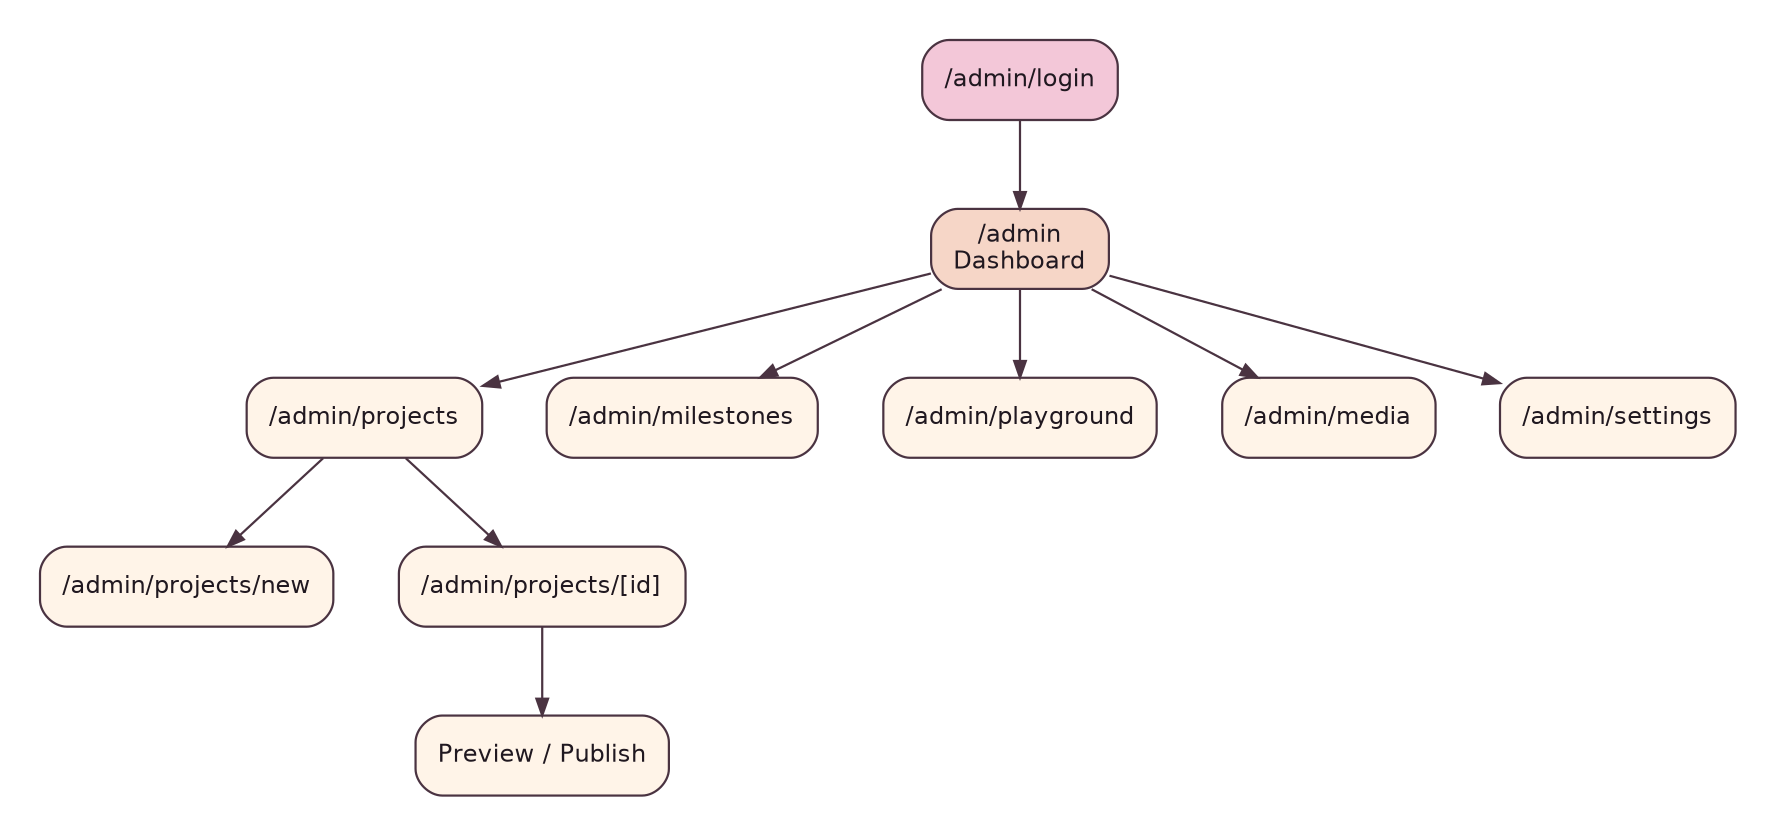 /admin/login
/admin
Dashboard
/admin/projects
/admin/milestones
/admin/playground
/admin/media
/admin/settings
/admin/projects/new
/admin/projects/[id]
Preview / Publish